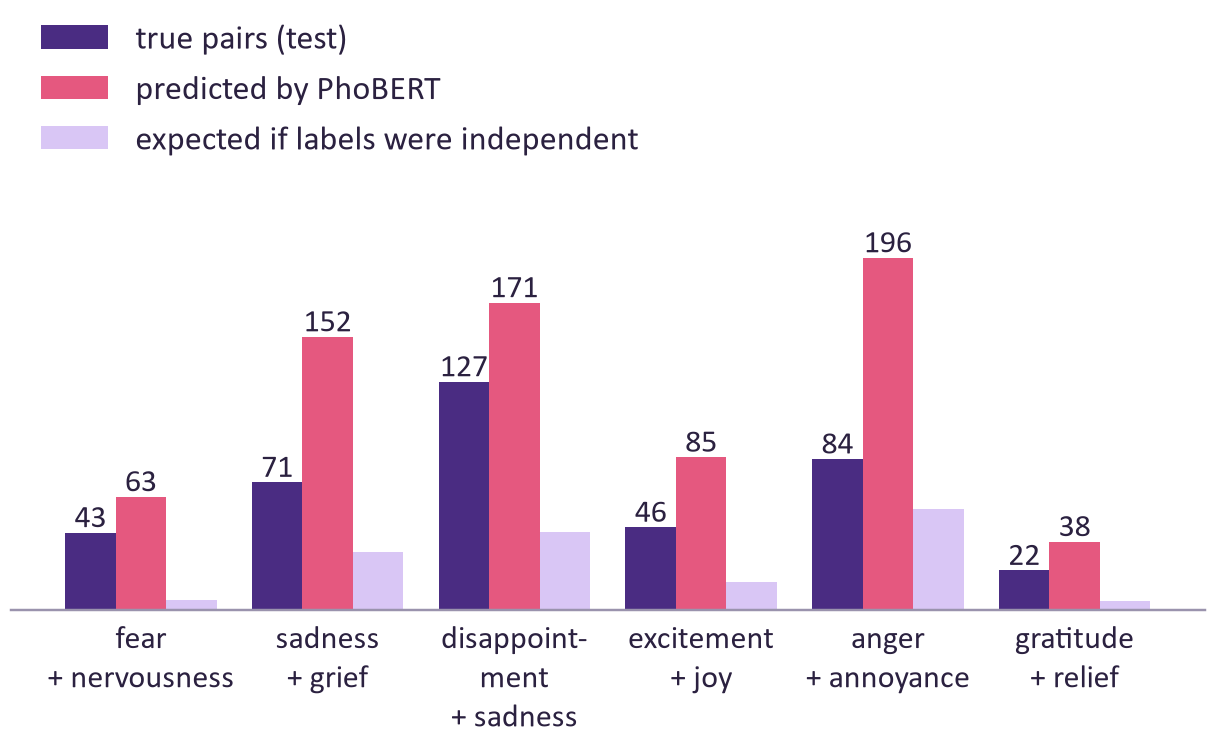 true pairs (test)
predicted by PhoBERT
expected if labels were independent
196
171
152
127
84
85
71
63
46
43
38
22
fear
+ nervousness
sadness
+ grief
disappoint-
ment
+ sadness
excitement
+ joy
anger
+ annoyance
gratitude
+ relief